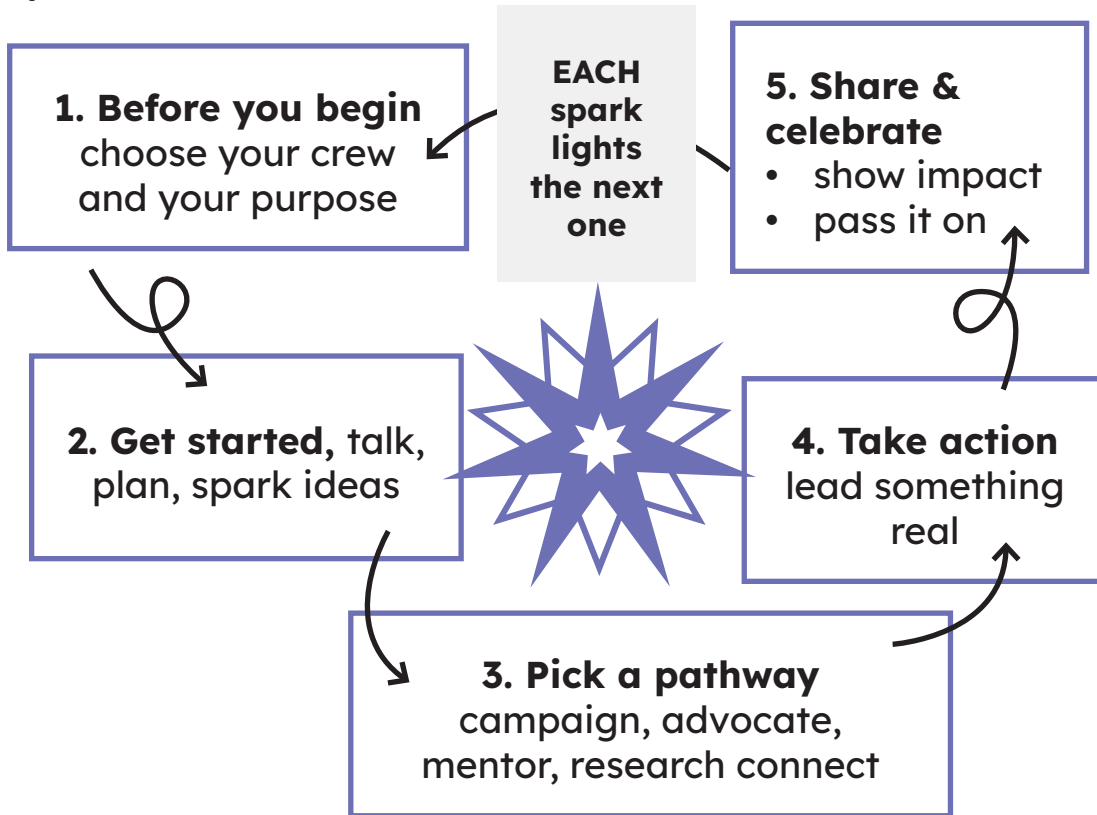 1. Before you begin
choose your crew
and your purpose
EACH
spark
lights
the next
one
5. Share &
celebrate
• show impact
• pass it on
2. Get started, talk,
plan, spark ideas
4. Take action
lead something
real
3. Pick a pathway
campaign, advocate,
mentor, research connect